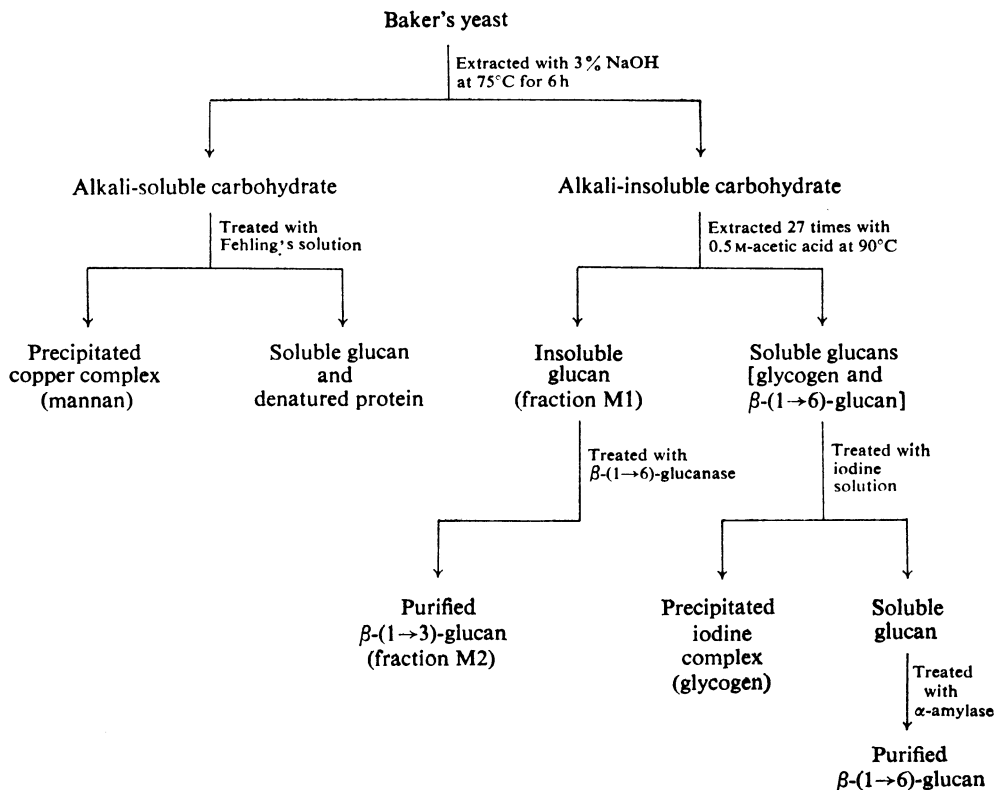 Baker's yeast
Extracted with 3% NaOH
at 75°C for 6h
Alkali-soluble carbohydrate
Alkali-insoluble carbohydrate
Treated with
Fehling's solution
Extracted 27 times with
0.5 M-acetic acid at 90°C
Precipitated
copper complex
(mannan)
Soluble glucan
and
denatured protein
Insoluble
glucan
(fraction M1)
Soluble glucans
[glycogen and
β-(1→6)-glucan]
Treated with
β-(1→6)-glucanase
Treated with
iodine
solution
Purified
β-(1→3)-glucan
(fraction M2)
Precipitated
iodine
complex
(glycogen)
Soluble
glucan
Treated
with
α-amylase
Purified
β-(1→6)-glucan